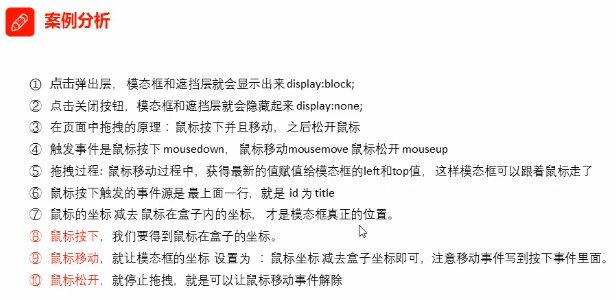 案例分析
① 点击弹出层， 模态框和遮挡层就会显示出来 display:block;
② 点击关闭按钮，模态框和遮挡层就会隐藏起来 display:none;
③ 在页面中拖拽的原理： 鼠标按下并且移动， 之后松开鼠标
④ 触发事件是鼠标按下 mousedown， 鼠标移动mousemove 鼠标松开 mouseup
⑤ 拖拽过程: 鼠标移动过程中，获得最新的值赋值给模态框的left和top值， 这样模态框可以跟着鼠标走了
⑥ 鼠标按下触发的事件源是 最上面一行，就是 id 为 title
⑦ 鼠标的坐标 减去 鼠标在盒子内的坐标， 才是模态框真正的位置。
⑧ 鼠标按下，我们要得到鼠标在盒子的坐标。
⑨ 鼠标移动，就让模态框的坐标 设置为 ： 鼠标坐标 减去盒子坐标即可，注意移动事件写到按下事件里面。
⑩ 鼠标松开，就停止拖拽，就是可以让鼠标移动事件解除